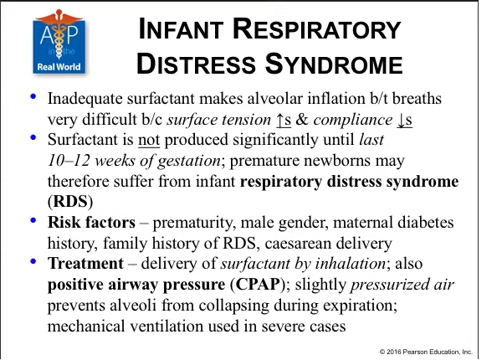 A&P
in the
Real World
INFANT RESPIRATORY
DISTRESS SYNDROME
• Inadequate surfactant makes alveolar inflation b/t breaths
very difficult b/c surface tension ↑s & compliance ↓s
• Surfactant is not produced significantly until last
10–12 weeks of gestation; premature newborns may
therefore suffer from infant respiratory distress syndrome
(RDS)
• Risk factors – prematurity, male gender, maternal diabetes
history, family history of RDS, caesarean delivery
• Treatment – delivery of surfactant by inhalation; also
positive airway pressure (CPAP); slightly pressurized air
prevents alveoli from collapsing during expiration;
mechanical ventilation used in severe cases
© 2016 Pearson Education, Inc.